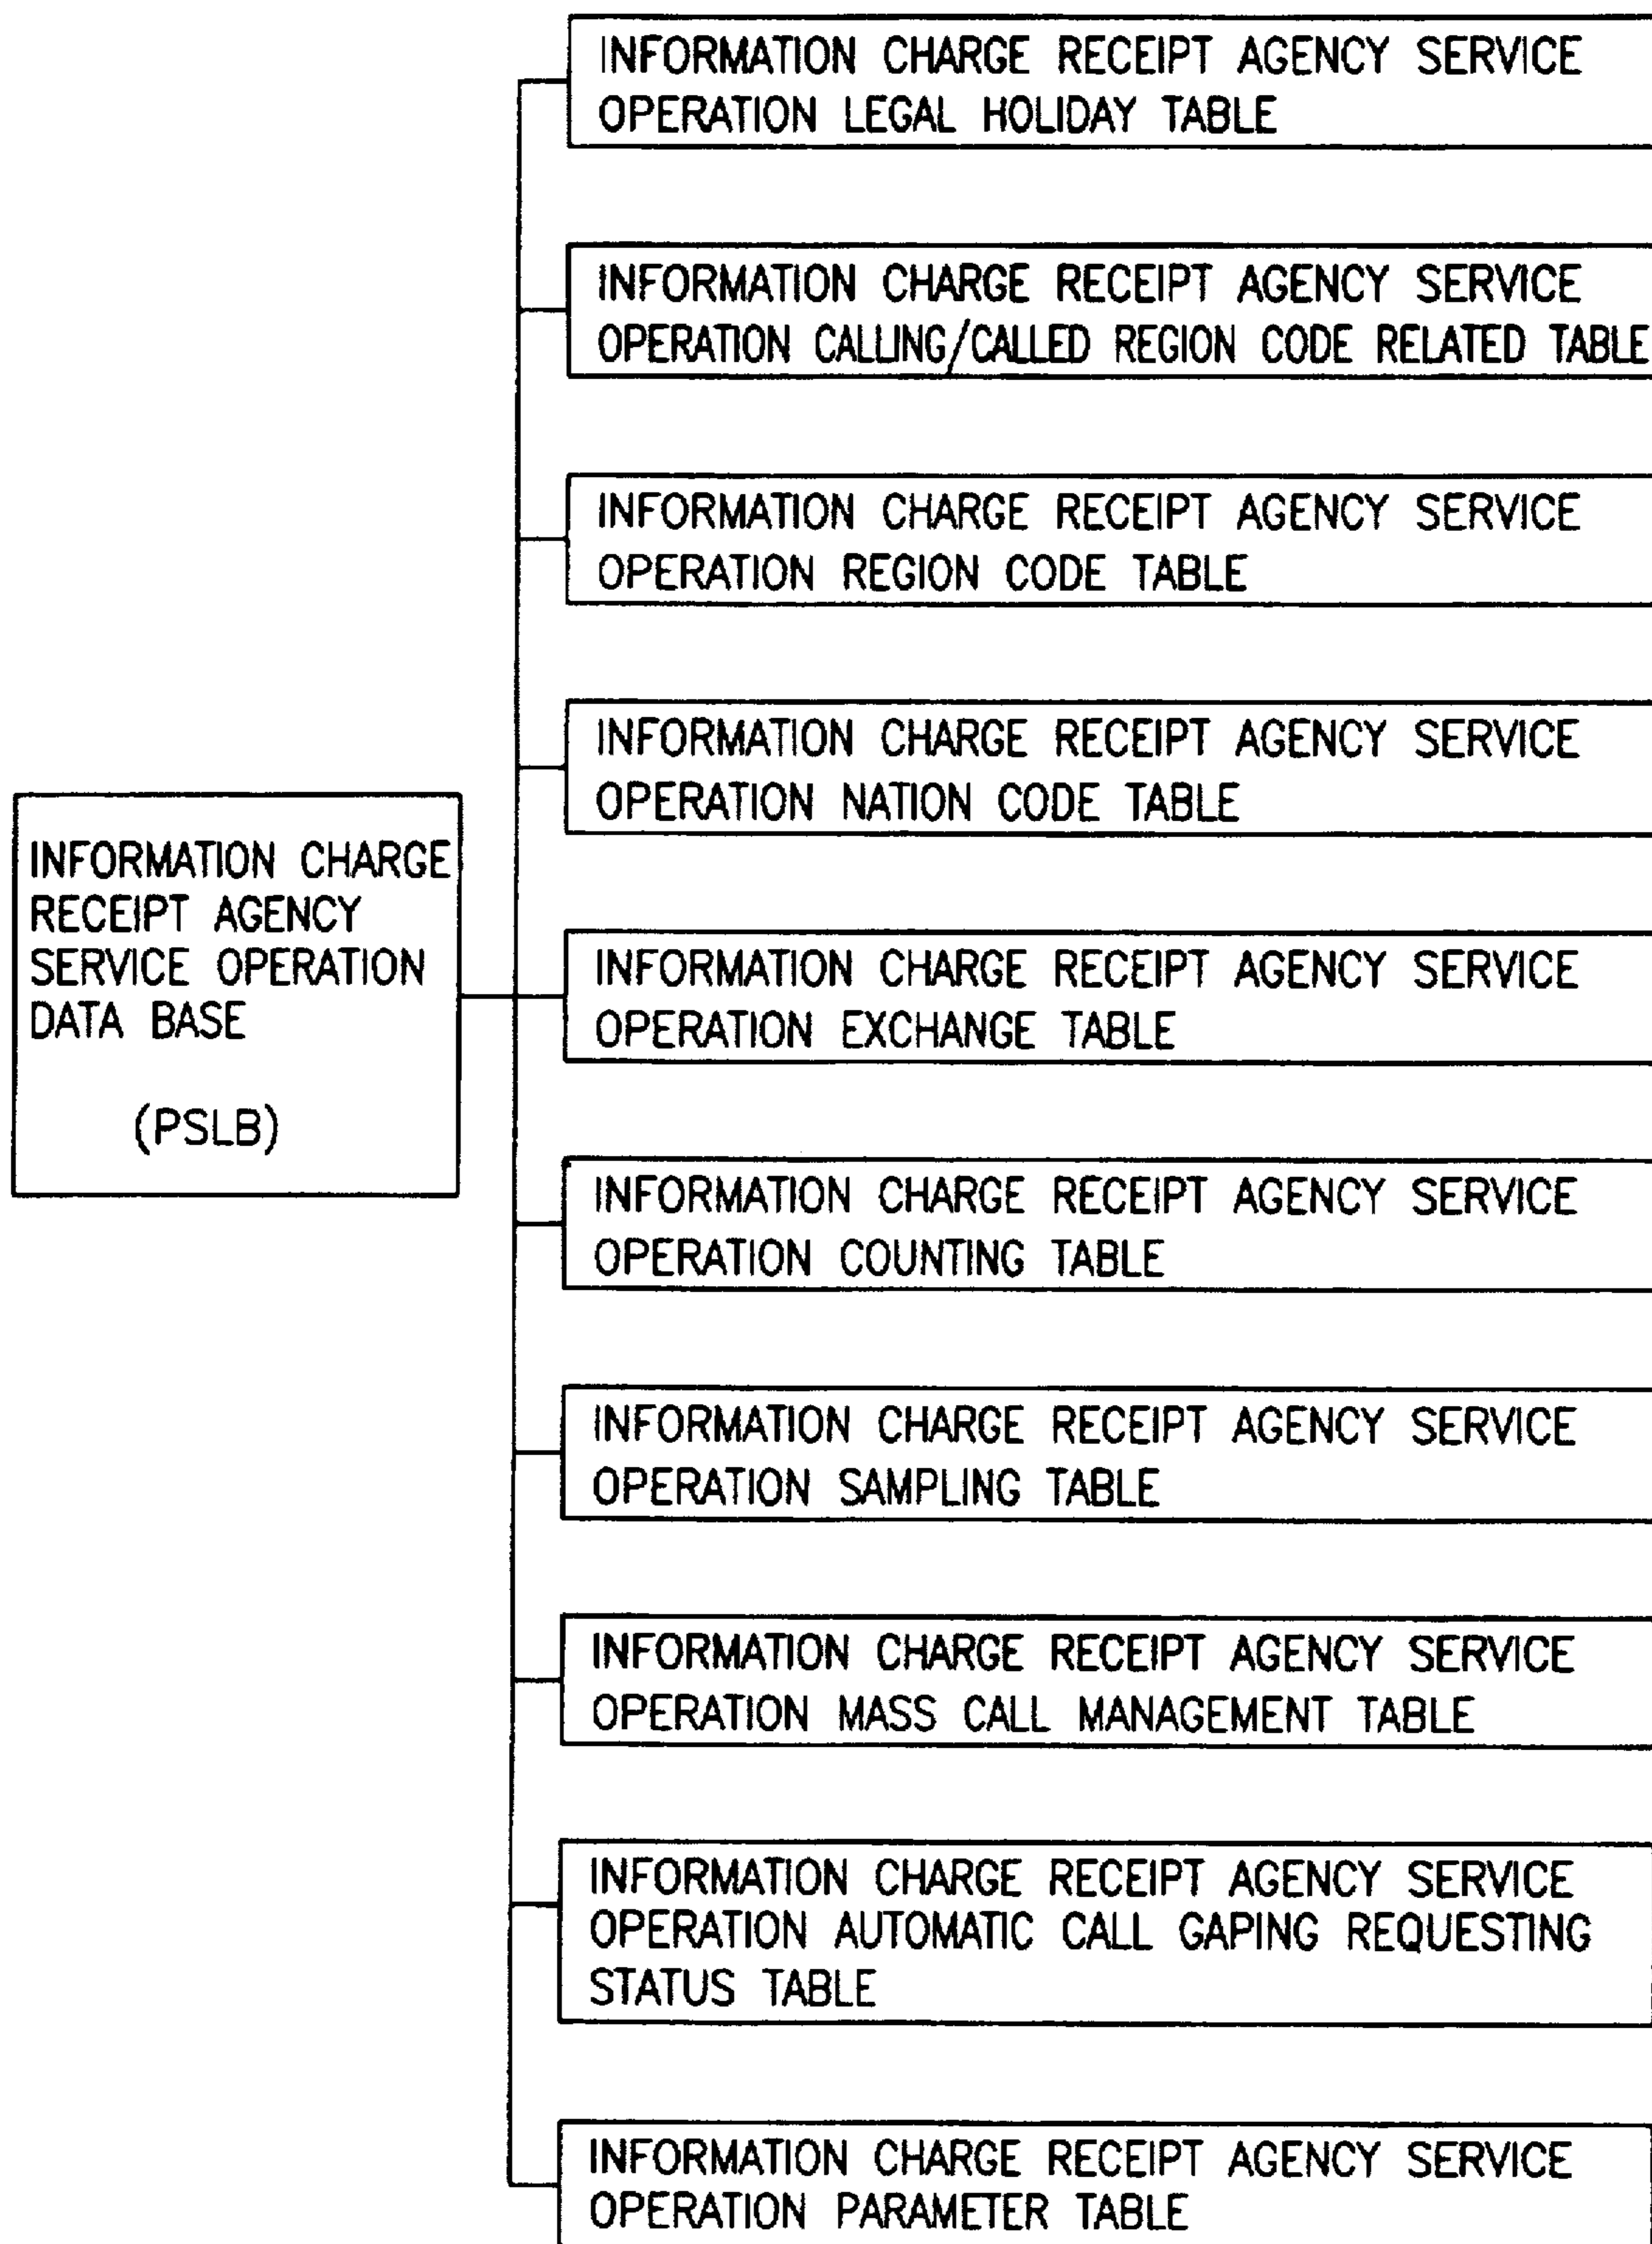 INFORMATION CHARGE RECEIPT AGENCY SERVICE
OPERATION LEGAL HOLIDAY TABLE
INFORMATION CHARGE RECEIPT AGENCY SERVICE
OPERATION CALLING/CALLED REGION CODE RELATED TABLE
INFORMATION CHARGE RECEIPT AGENCY SERVICE
OPERATION REGION CODE TABLE
INFORMATION CHARGE RECEIPT AGENCY SERVICE
OPERATION NATION CODE TABLE
INFORMATION CHARGE
RECEIPT AGENCY
SERVICE OPERATION
DATA BASE
(PSLB)
INFORMATION CHARGE RECEIPT AGENCY SERVICE
OPERATION EXCHANGE TABLE
INFORMATION CHARGE RECEIPT AGENCY SERVICE
OPERATION COUNTING TABLE
INFORMATION CHARGE RECEIPT AGENCY SERVICE
OPERATION SAMPLING TABLE
INFORMATION CHARGE RECEIPT AGENCY SERVICE
OPERATION MASS CALL MANAGEMENT TABLE
INFORMATION CHARGE RECEIPT AGENCY SERVICE
OPERATION AUTOMATIC CALL GAPING REQUESTING
STATUS TABLE
INFORMATION CHARGE RECEIPT AGENCY SERVICE
OPERATION PARAMETER TABLE